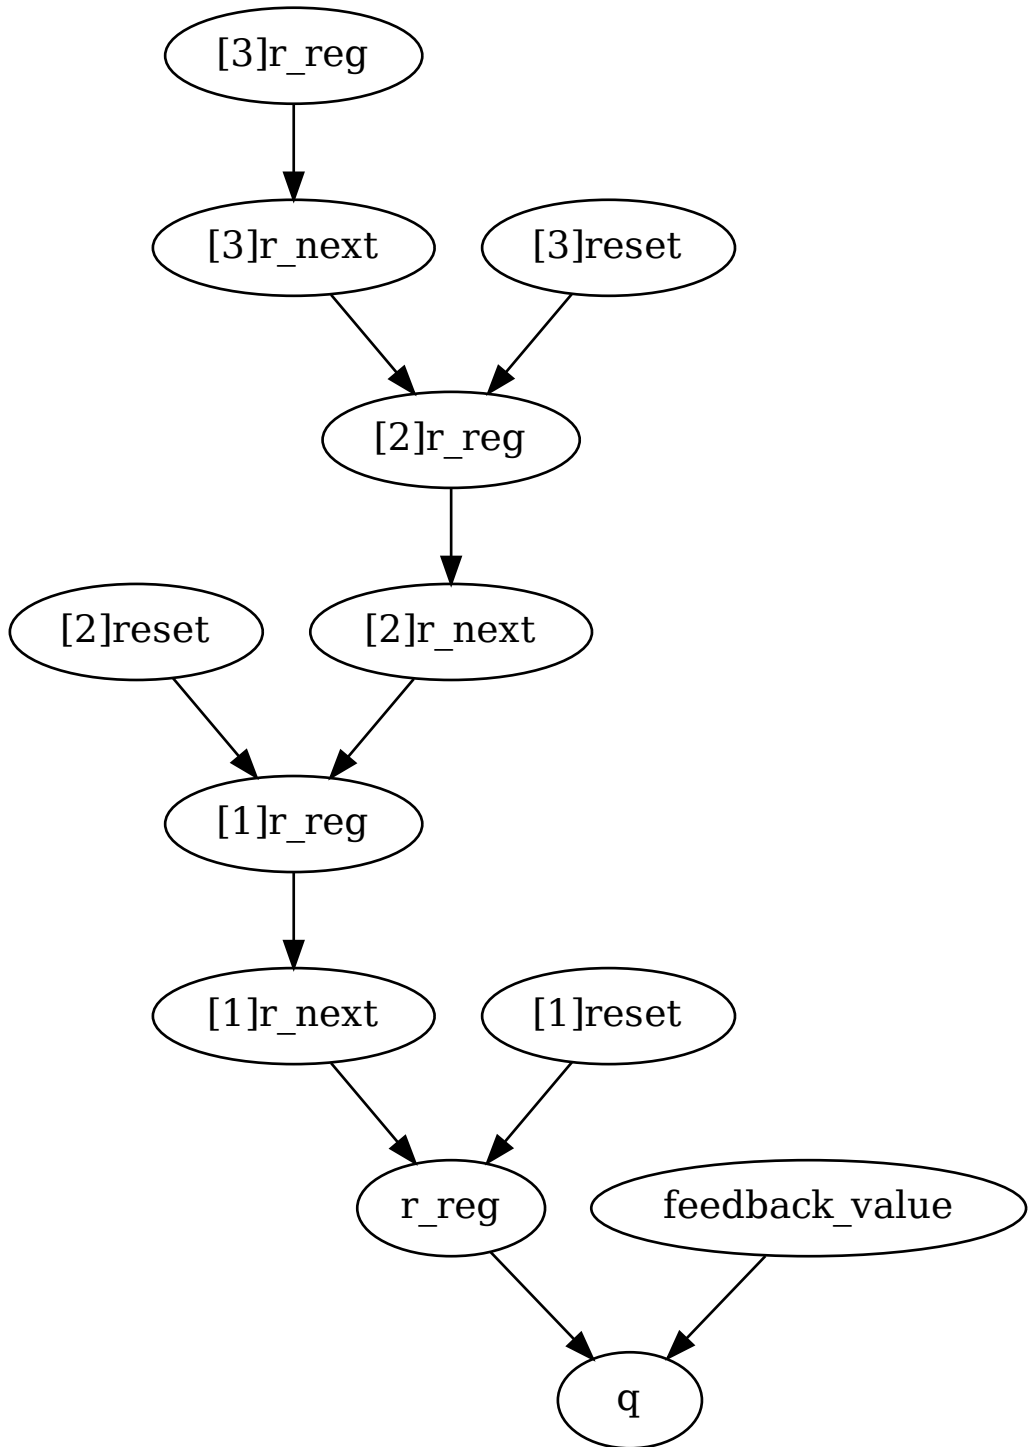 [3]r_reg
[3]r_next
[3]reset
[2]r_reg
[2]reset
[2]r_next
[1]r_reg
[1]r_next
[1]reset
r_reg
feedback_value
q